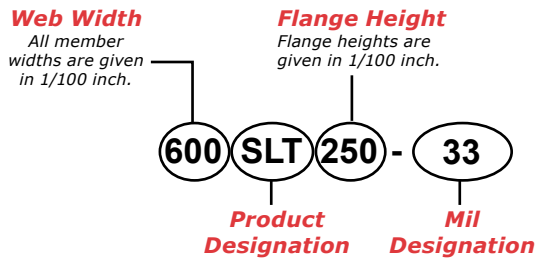 Web Width
All member
widths are given
in 1/100 inch.
Flange Height
Flange heights are
given in 1/100 inch.
600 SLT 250 - 33
Product
Designation
Mil
Designation